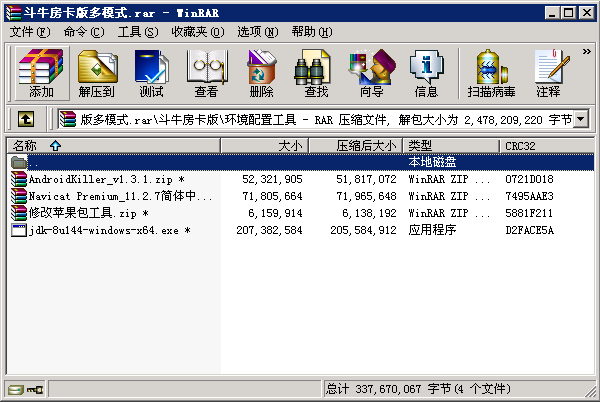 斗牛房卡版多模式.rar - WinRAR
文件(F) 命令(C) 工具(S) 收藏夹(O) 选项(N) 帮助(H)
添加 解压到 测试 查看 删除 查找 向导 信息 扫描病毒 注释 »
版多模式.rar\斗牛房卡版\环境配置工具 - RAR 压缩文件, 解包大小为 2,478,209,220 字节
名称 大小 压缩后大小 类型 CRC32
.. 本地磁盘
AndroidKiller_v1.3.1.zip * 52,321,905 51,817,072 WinRAR ZIP ... 0721D018
Navicat Premium_11.2.7简体中... 71,805,664 71,965,648 WinRAR ZIP ... 7495AAE3
修改苹果包工具.zip * 6,159,914 6,138,192 WinRAR ZIP ... 5881F211
jdk-8u144-windows-x64.exe * 207,382,584 205,584,912 应用程序 D2FACE5A
总计 337,670,067 字节(4 个文件)